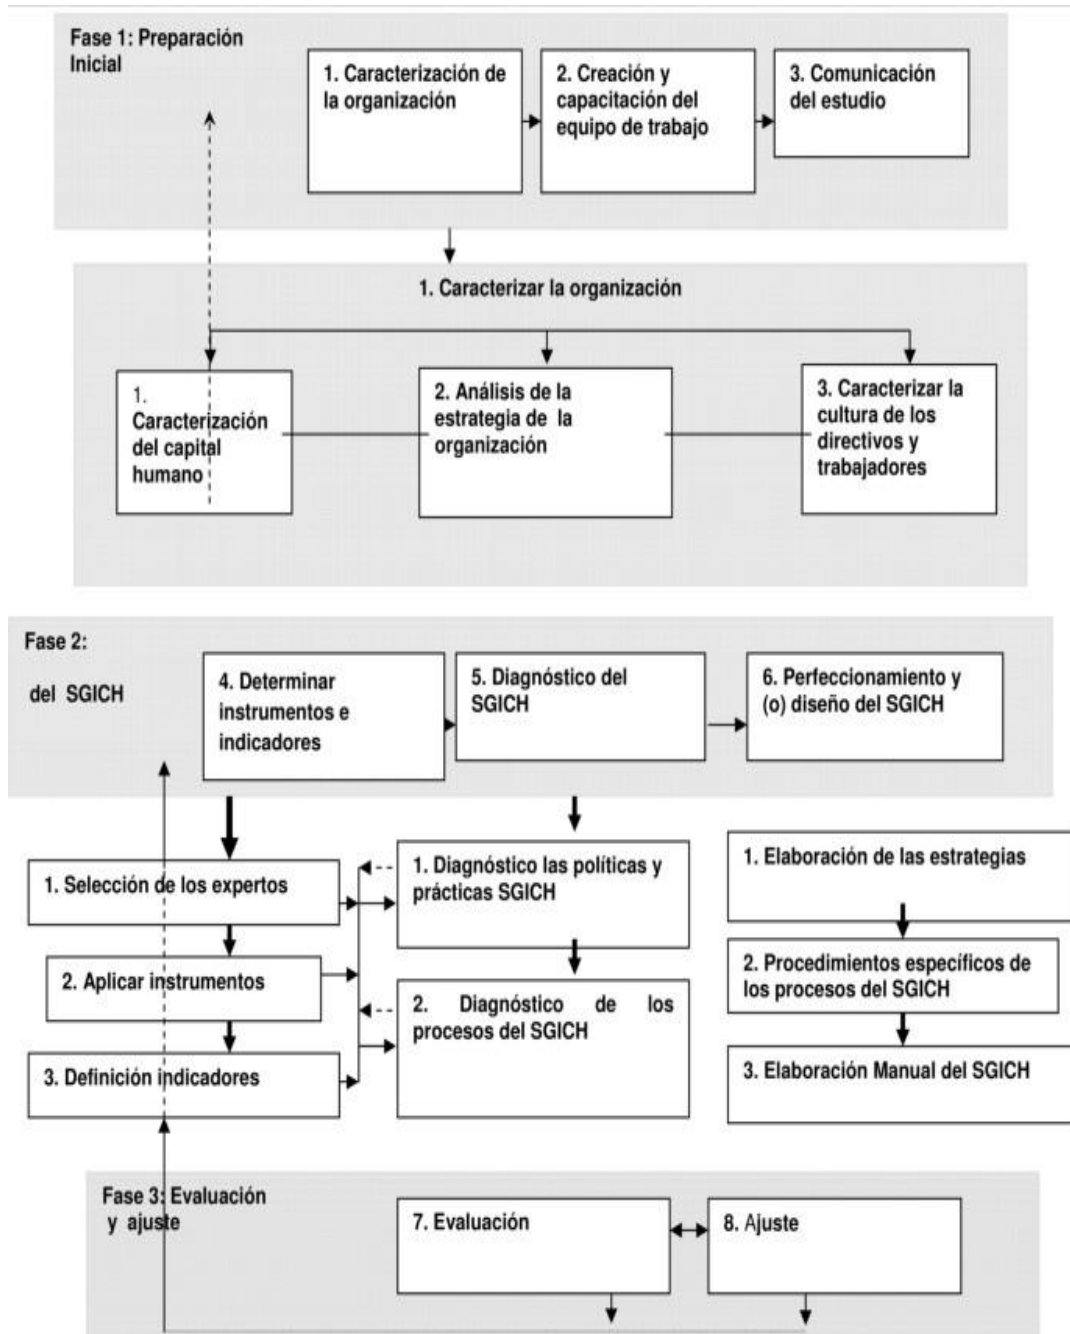 Fase 1: Preparación
Inicial
1. Caracterización de
la organización
2. Creación y
capacitación del
equipo de trabajo
3. Comunicación
del estudio
1. Caracterizar la organización
1.
Caracterización
del capital
humano
2. Análisis de la
estrategia de la
organización
3. Caracterizar la
cultura de los
directivos y
trabajadores
Fase 2:
del SGICH
4. Determinar
instrumentos e
indicadores
5. Diagnóstico del
SGICH
6. Perfeccionamiento y
(o) diseño del SGICH
1. Selección de los expertos
2. Aplicar instrumentos
3. Definición indicadores
1. Diagnóstico las políticas y
prácticas SGICH
2. Diagnóstico de los
procesos del SGICH
1. Elaboración de las estrategias
2. Procedimientos específicos de
los procesos del SGICH
3. Elaboración Manual del SGICH
Fase 3: Evaluación
y ajuste
7. Evaluación
8. Ajuste